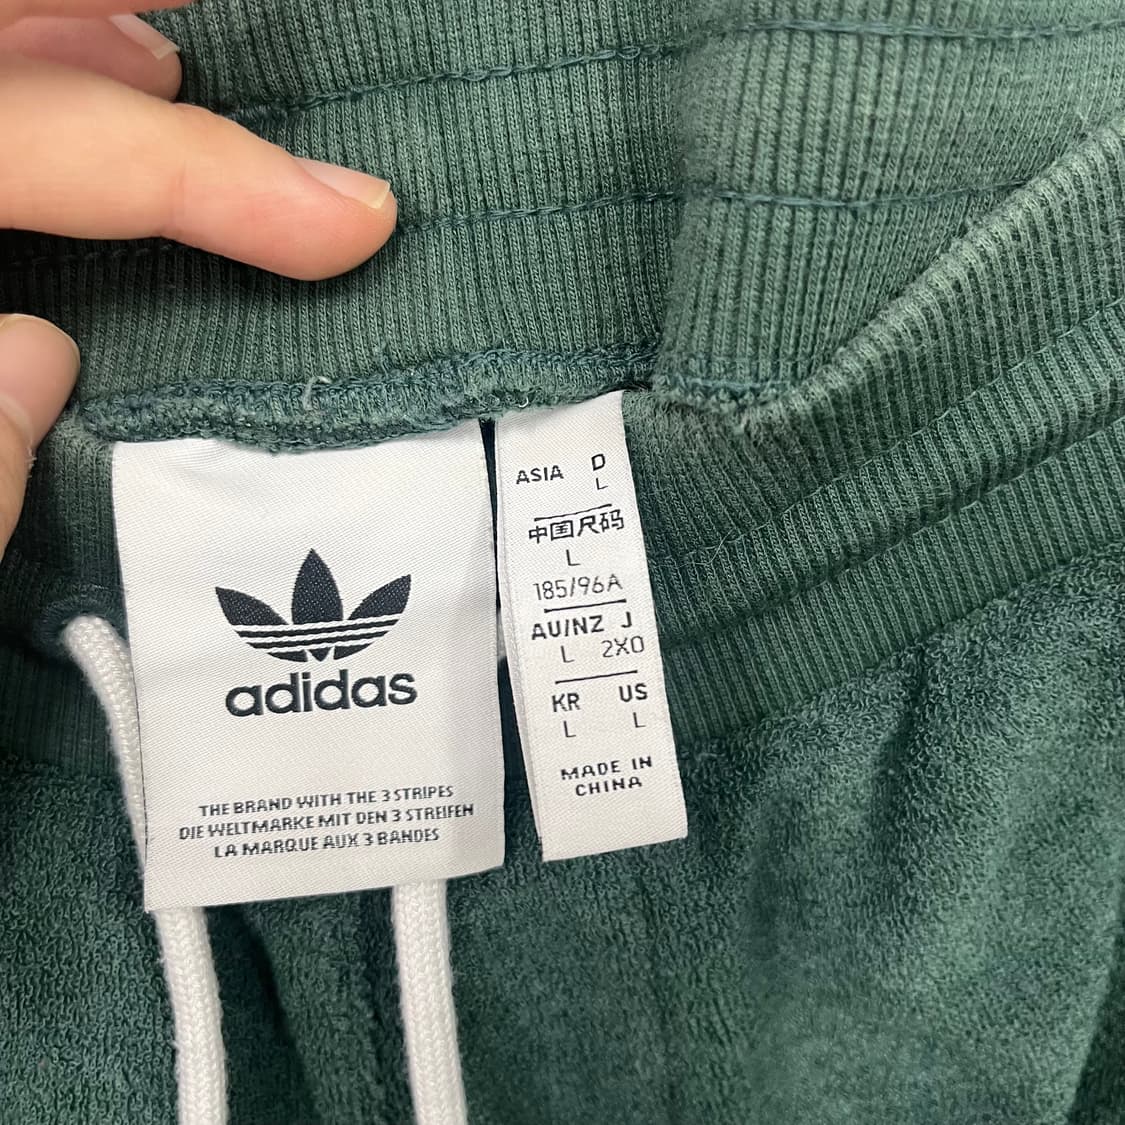 adidas
THE BRAND WITH THE 3 STRIPES
DIE WELTMARKE MIT DEN 3 STREIFEN
LA MARQUE AUX 3 BANDES
ASIA D
L
中国尺码
L
185/96A
AU/NZ J
L 2XO
KR US
L L
MADE IN
CHINA